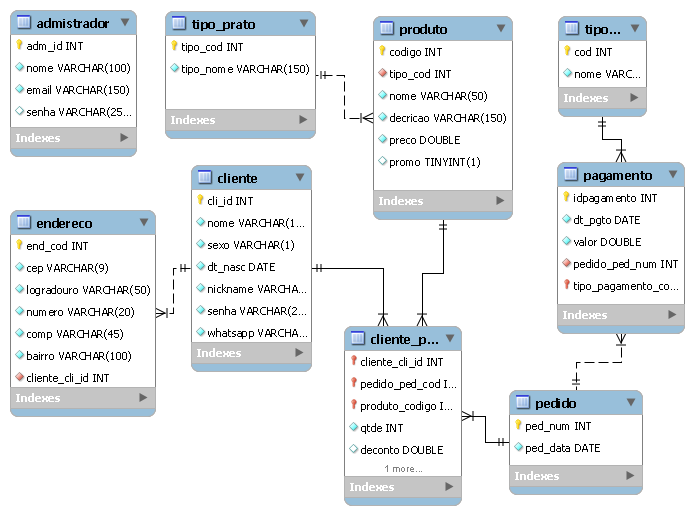 admistrador
adm_id INT
nome VARCHAR(100)
email VARCHAR(150)
senha VARCHAR(25...
Indexes
tipo_prato
tipo_cod INT
tipo_nome VARCHAR(150)
Indexes
produto
codigo INT
tipo_cod INT
nome VARCHAR(50)
decricao VARCHAR(150)
preco DOUBLE
promo TINYINT(1)
Indexes
tipo...
cod INT
nome VARC...
Indexes
pagamento
idpagamento INT
dt_pgto DATE
valor DOUBLE
pedido_ped_num INT
tipo_pagamento_co...
Indexes
cliente
cli_id INT
nome VARCHAR(1...
sexo VARCHAR(1)
dt_nasc DATE
nickname VARCHA...
senha VARCHAR(2...
whatsapp VARCHA...
Indexes
endereco
end_cod INT
cep VARCHAR(9)
logradouro VARCHAR(50)
numero VARCHAR(20)
comp VARCHAR(45)
bairro VARCHAR(100)
cliente_cli_id INT
Indexes
cliente_p...
cliente_cli_id INT
pedido_ped_cod I...
produto_codigo I...
qtde INT
deconto DOUBLE
1 more...
Indexes
pedido
ped_num INT
ped_data DATE
Indexes